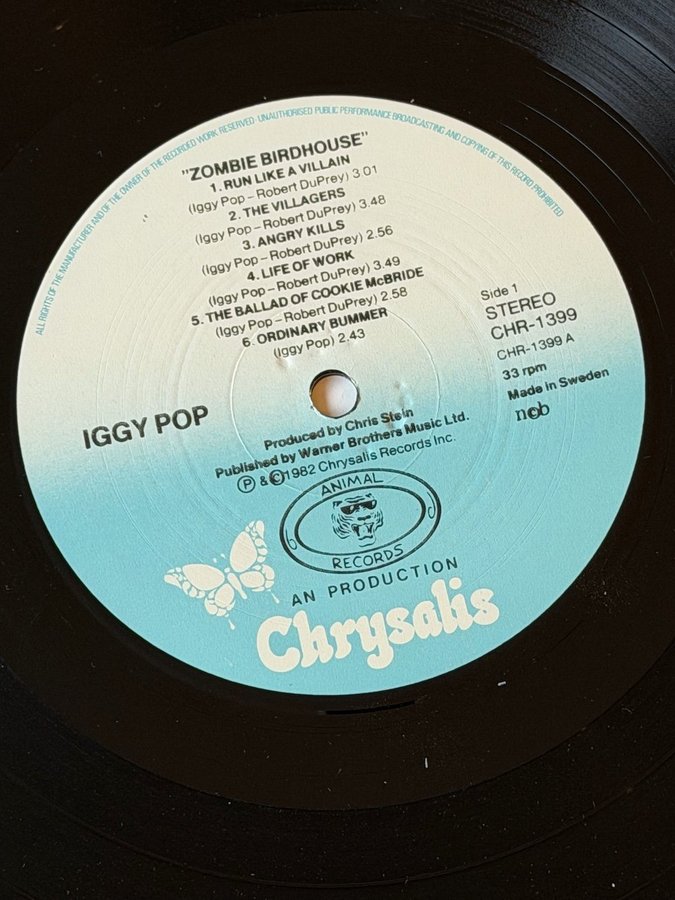 ALL RIGHTS OF THE MANUFACTURER AND OF THE OWNER OF THE RECORDED WORK RESERVED · UNAUTHORISED PUBLIC PERFORMANCE BROADCASTING AND COPYING OF THIS RECORD PROHIBITED
"ZOMBIE BIRDHOUSE"
1. RUN LIKE A VILLAIN
(Iggy Pop – Robert DuPrey) 3.01
2. THE VILLAGERS
(Iggy Pop – Robert DuPrey) 3.48
3. ANGRY KILLS
(Iggy Pop – Robert DuPrey) 2.56
4. LIFE OF WORK
(Iggy Pop – Robert DuPrey) 3.49
5. THE BALLAD OF COOKIE McBRIDE
(Iggy Pop – Robert DuPrey) 2.58
6. ORDINARY BUMMER
(Iggy Pop) 2.43
Side 1
STEREO
CHR-1399
CHR-1399 A
33 rpm
Made in Sweden
n©b
IGGY POP
Produced by Chris Stein
Published by Warner Brothers Music Ltd.
℗ & © 1982 Chrysalis Records Inc.
ANIMAL
RECORDS
AN PRODUCTION
Chrysalis